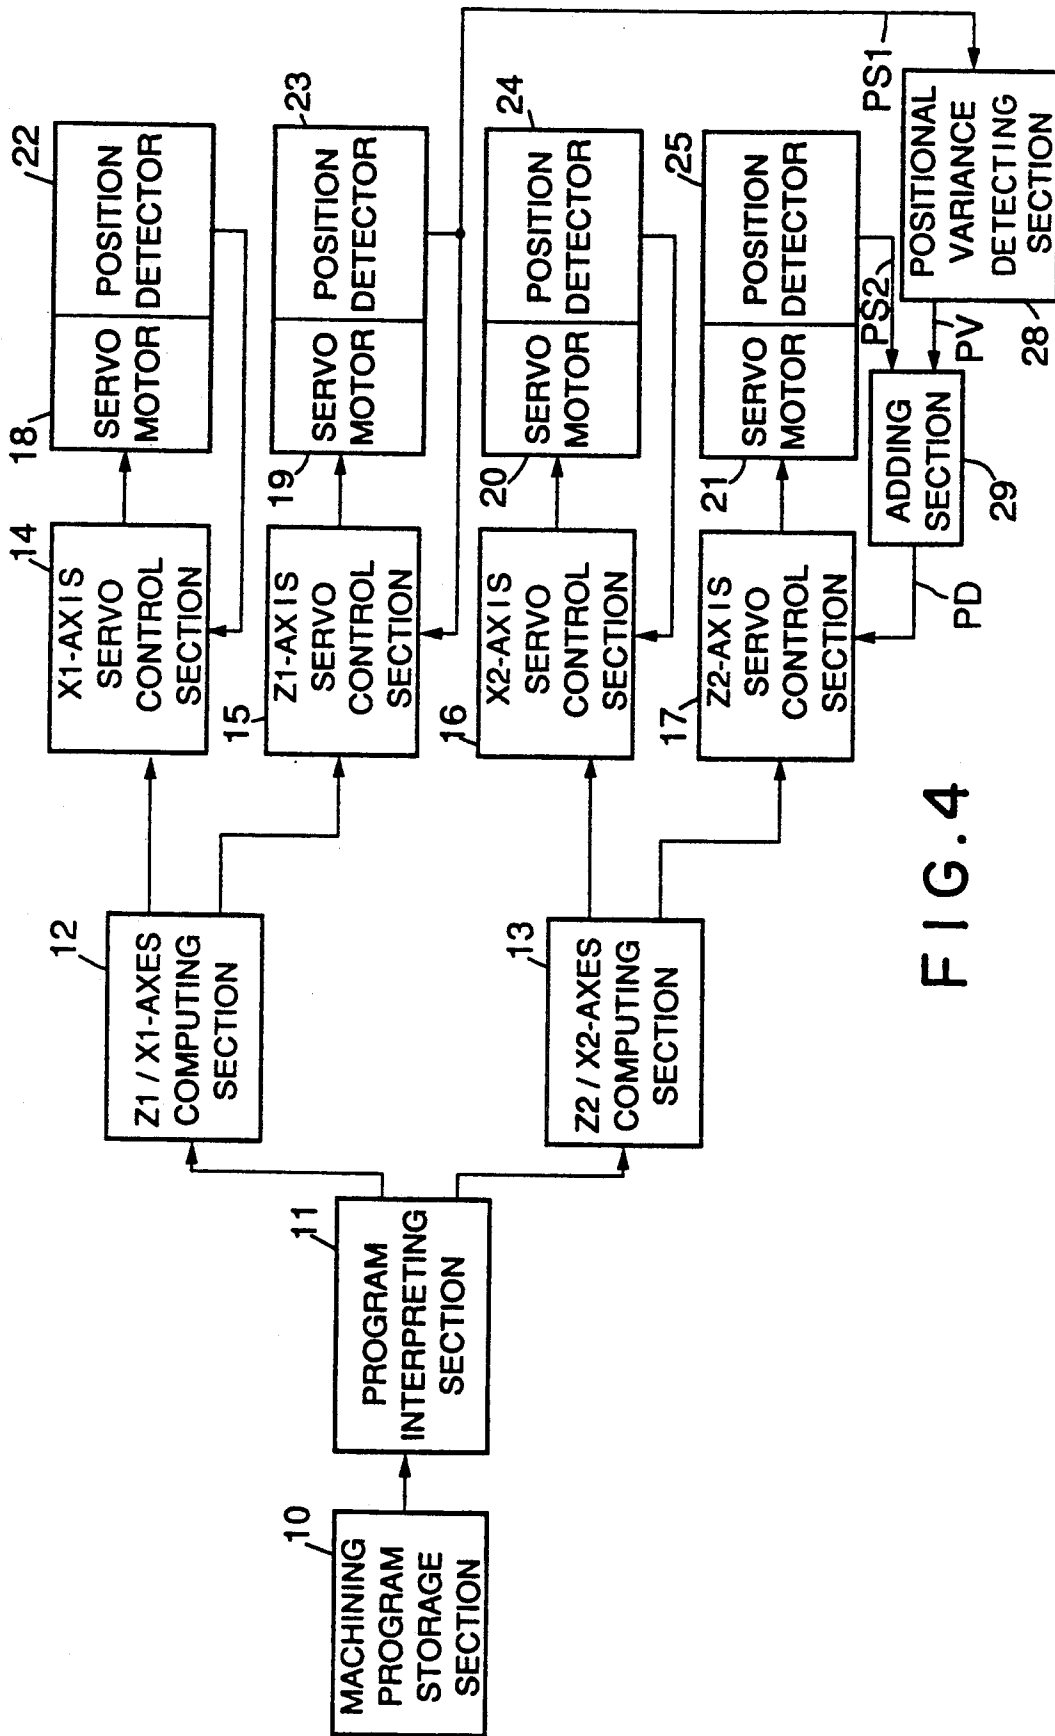 10
MACHINING
PROGRAM
STORAGE
SECTION
11
PROGRAM
INTERPRETING
SECTION
12
Z1 / X1-AXES
COMPUTING
SECTION
13
Z2 / X2-AXES
COMPUTING
SECTION
14
X1-AXIS
SERVO
CONTROL
SECTION
18
SERVO
MOTOR
22
POSITION
DETECTOR
15
Z1-AXIS
SERVO
CONTROL
SECTION
19
SERVO
MOTOR
23
POSITION
DETECTOR
16
X2-AXIS
SERVO
CONTROL
SECTION
20
SERVO
MOTOR
24
POSITION
DETECTOR
17
Z2-AXIS
SERVO
CONTROL
SECTION
21
SERVO
MOTOR
25
POSITION
DETECTOR
PS1
PS2
PD
ADDING
SECTION
29
PV
POSITIONAL
VARIANCE
DETECTING
SECTION
28
FIG. 4